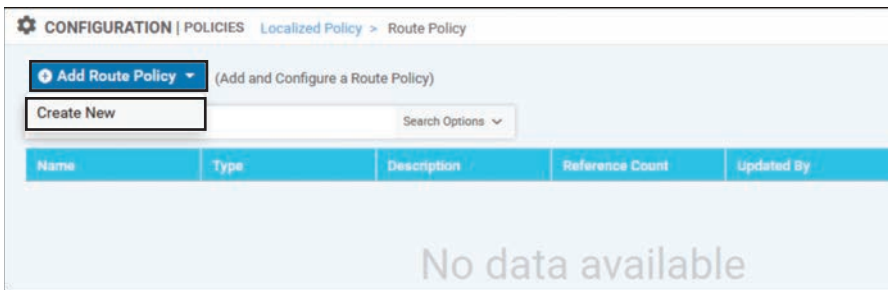 CONFIGURATION | POLICIES Localized Policy > Route Policy
Add Route Policy (Add and Configure a Route Policy)
Create New
Search Options
Name Type Description Reference Count Updated By
No data available